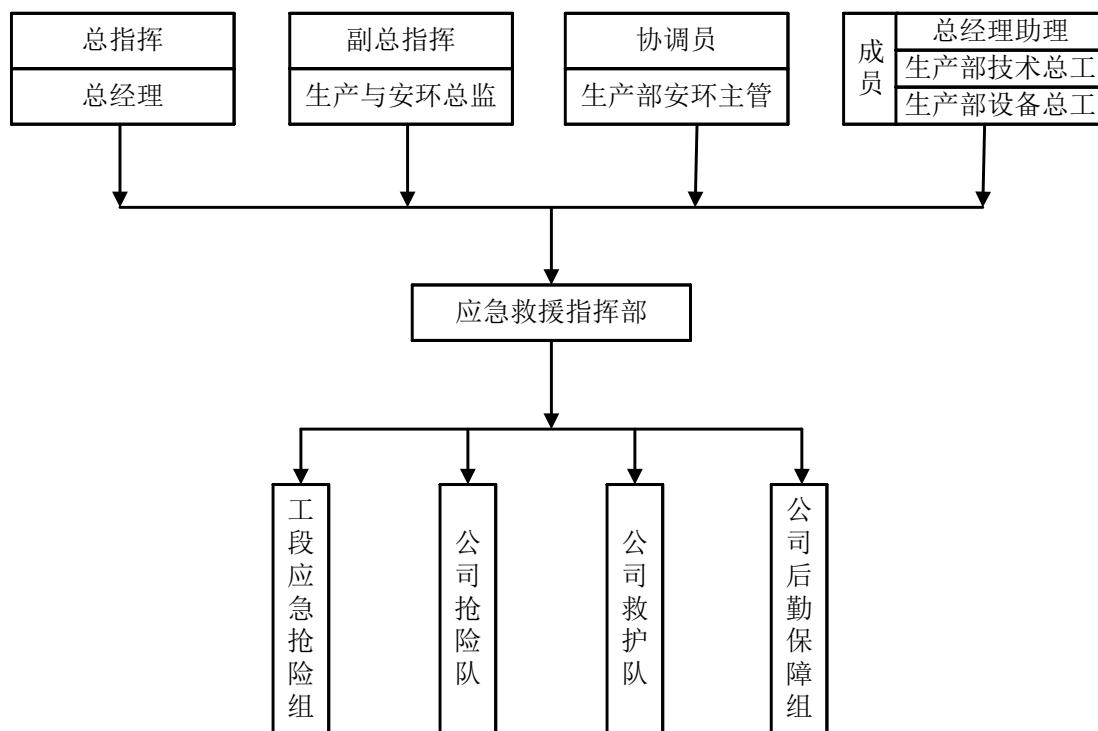 总指挥
总经理
副总指挥
生产与安环总监
协调员
生产部安环主管
成员
总经理助理
生产部技术总工
生产部设备总工
应急救援指挥部
工段应急抢险组
公司抢险队
公司救护队
公司后勤保障组